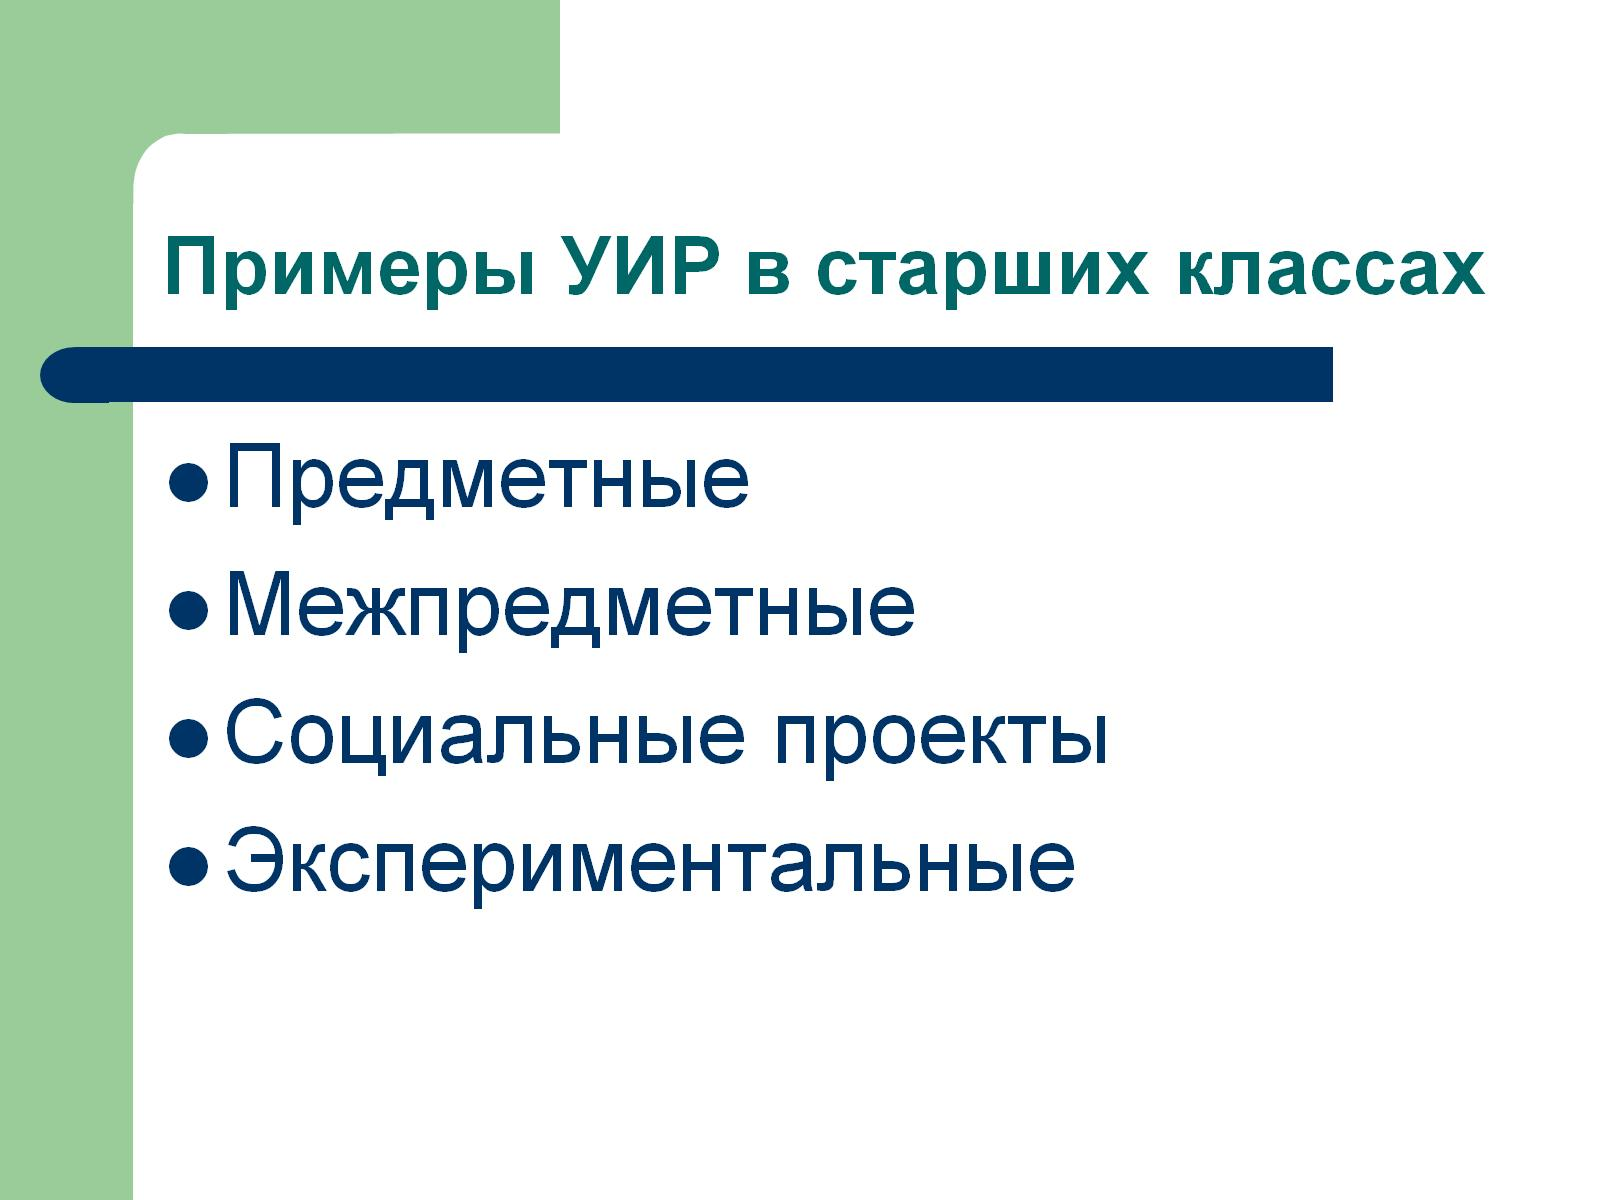 Примеры УИР в старших классах
Предметные
Межпредметные
Социальные проекты
Экспериментальные